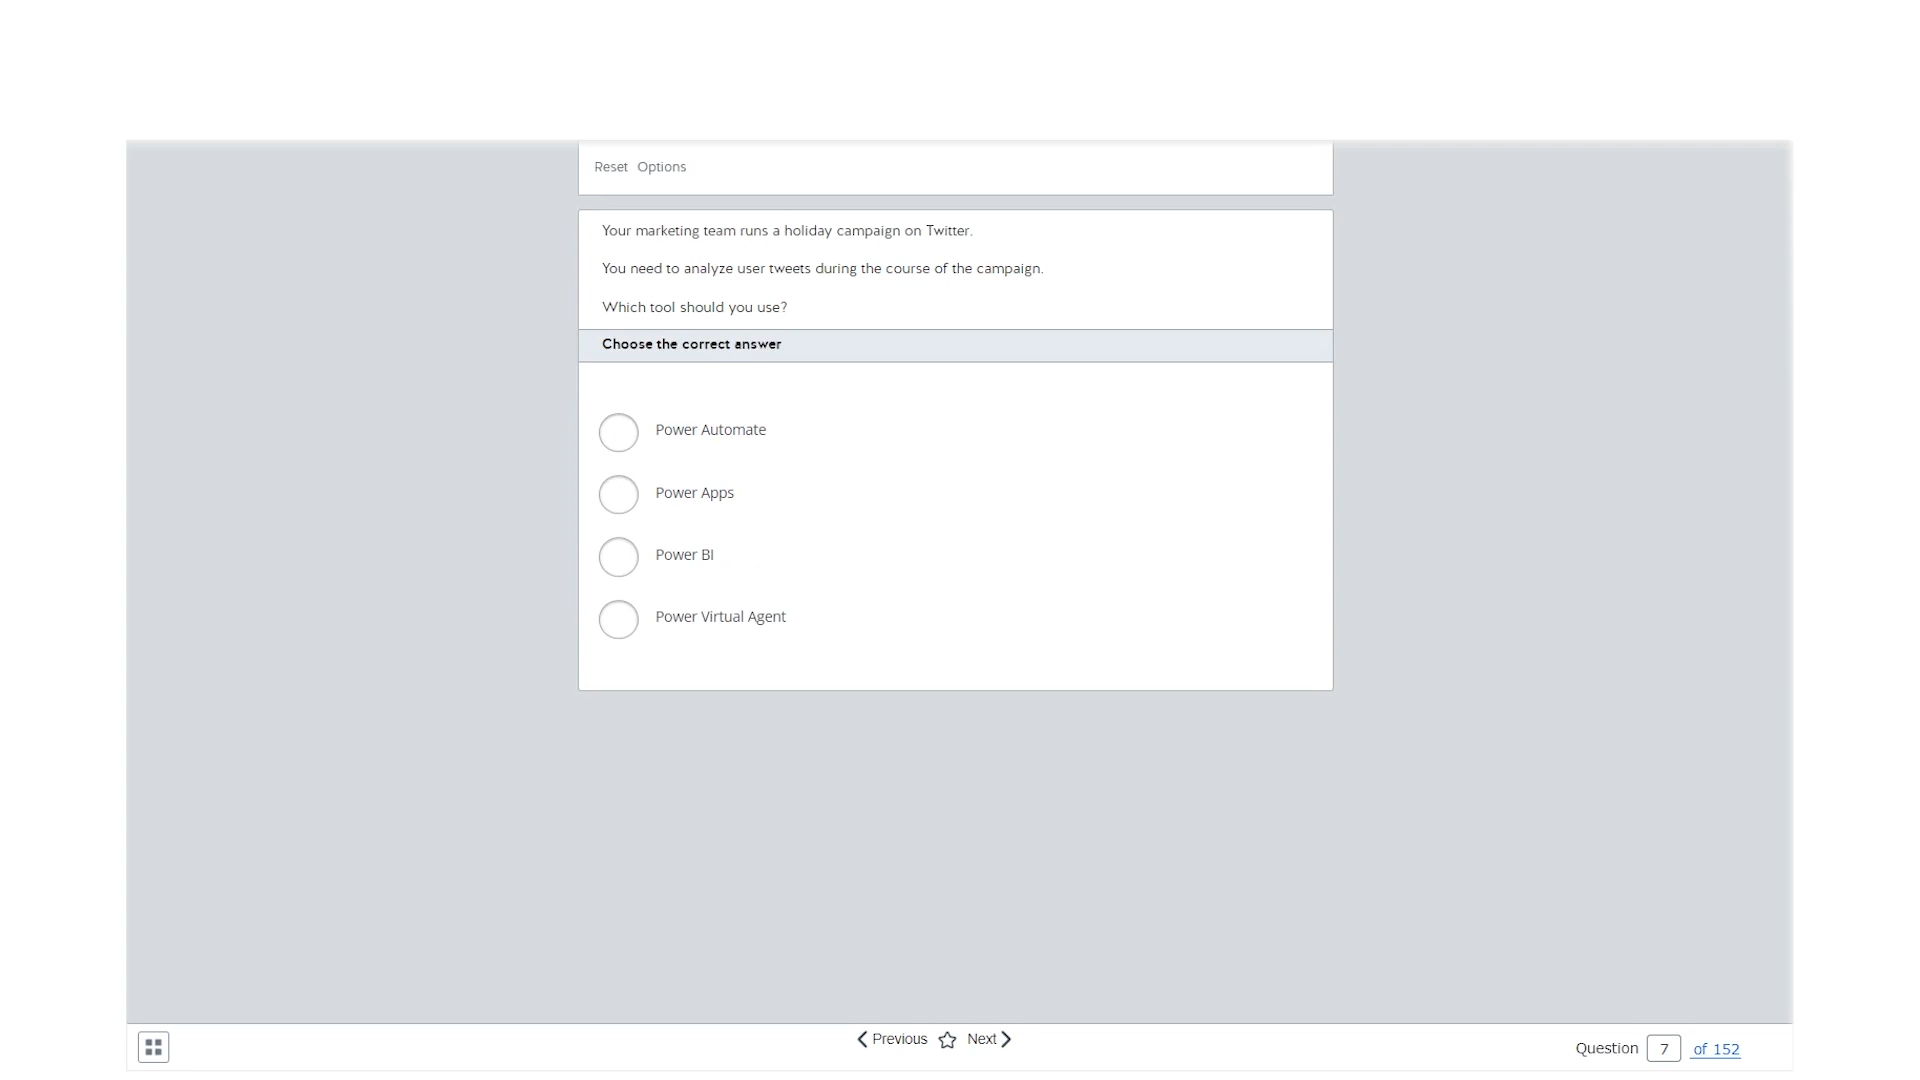 Reset Options
Your marketing team runs a holiday campaign on Twitter.
You need to analyze user tweets during the course of the campaign.
Which tool should you use?
Choose the correct answer
Power Automate
Power Apps
Power BI
Power Virtual Agent
Previous Next
Question 7 of 152